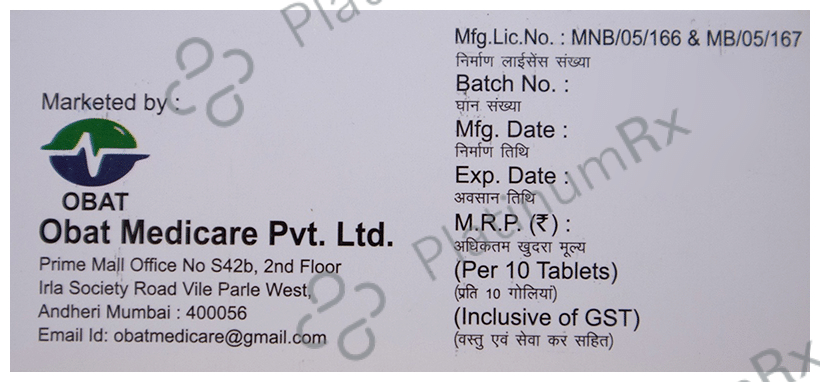 Marketed by :
OBAT
Obat Medicare Pvt. Ltd.
Prime Mall Office No S42b, 2nd Floor
Irla Society Road Vile Parle West,
Andheri Mumbai : 400056
Email Id: obatmedicare@gmail.com
Mfg.Lic.No. : MNB/05/166 & MB/05/167
निर्माण लाईसेंस संख्या
Batch No. :
घान संख्या
Mfg. Date :
निर्माण तिथि
Exp. Date :
अवसान तिथि
M.R.P. (₹) :
अधिकतम खुदरा मूल्य
(Per 10 Tablets)
(प्रति 10 गोलियां)
(Inclusive of GST)
(वस्तु एवं सेवा कर सहित)
PlatinumRx
PlatinumRx